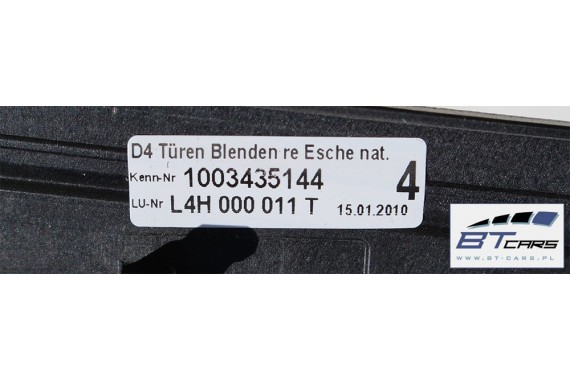 D4 Türen Blenden re Esche nat.
Kenn-Nr 1003435144 4
LU-Nr L4H 000 011 T 15.01.2010
BT CARS
WWW.BT-CARS.PL